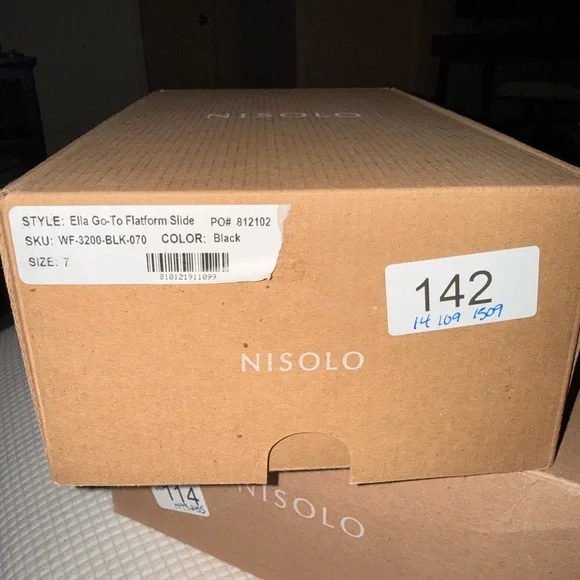 NISOLO
STYLE: Ella Go-To Flatform Slide PO# 812102
SKU: WF-3200-BLK-070 COLOR: Black
SIZE: 7
810121911099
142
14 109 1509
NISOLO
114
NISOLO